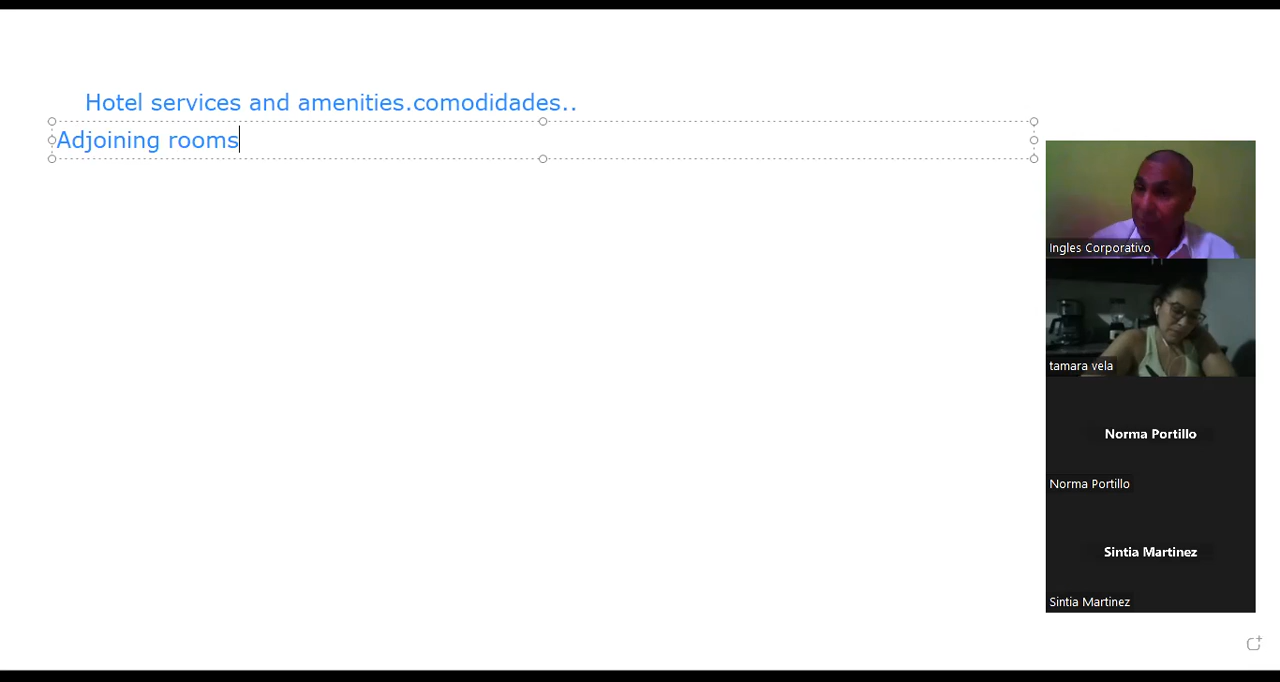 Hotel services and amenities.comodidades..
Adjoining rooms
Ingles Corporativo
tamara vela
Norma Portillo
Norma Portillo
Sintia Martinez
Sintia Martinez